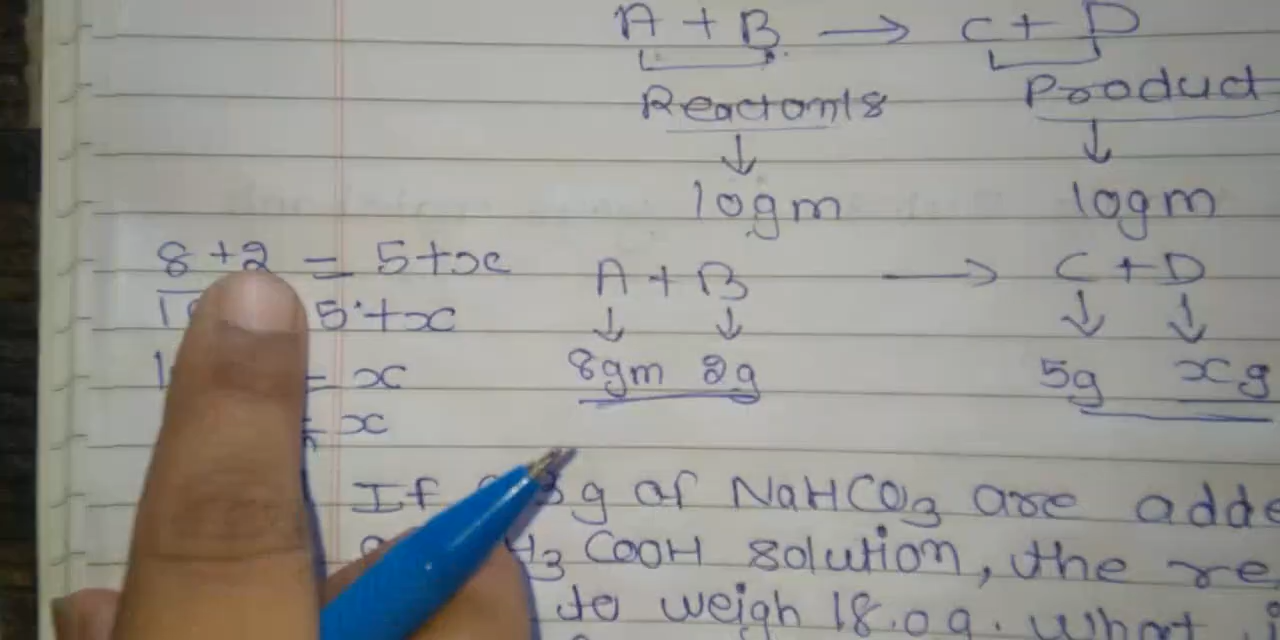 A + B → C + D
Reactants Product
↓ ↓
10gm 10gm
8 + 2 = 5 + x A + B → C + D
5 + x ↓ ↓ ↓ ↓
= x 8gm 2g 5g xg
= x
If g of NaHCO3 are adde
H3 COOH solution, the re
to weigh 18.0g. What i